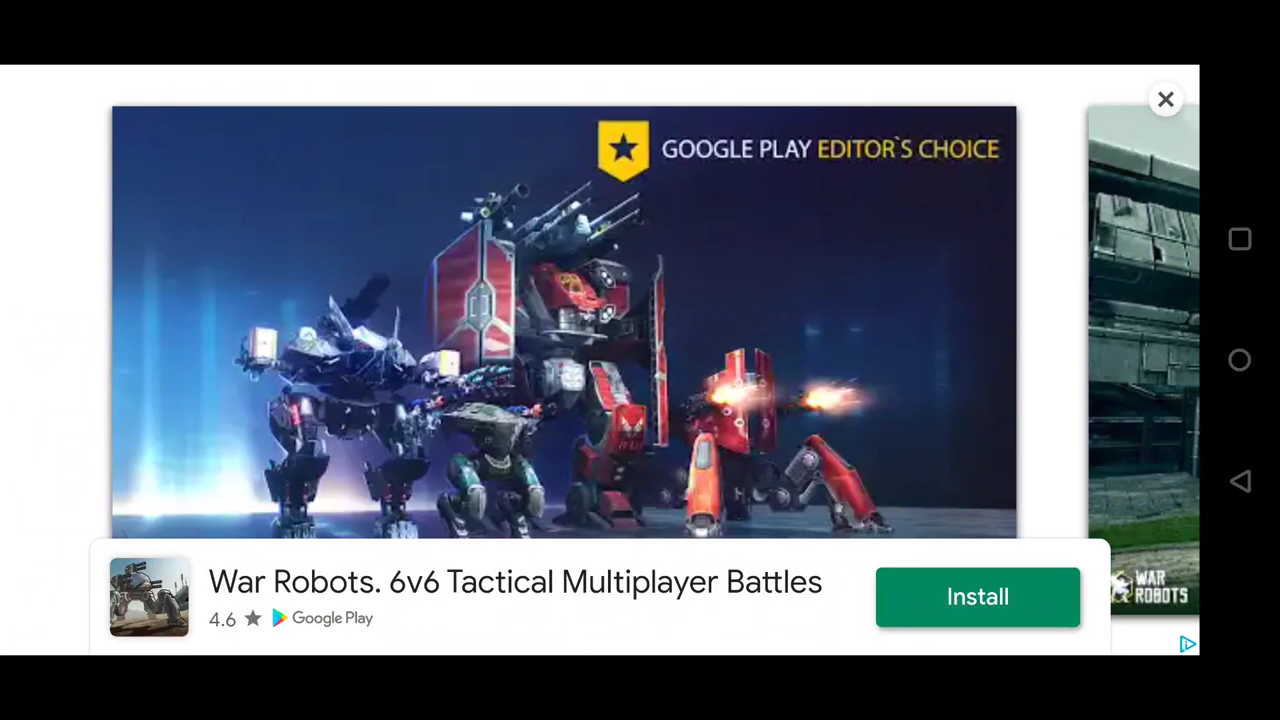 GOOGLE PLAY EDITOR`S CHOICE
War Robots. 6v6 Tactical Multiplayer Battles
4.6 ★ Google Play
Install
WAR
ROBOTS